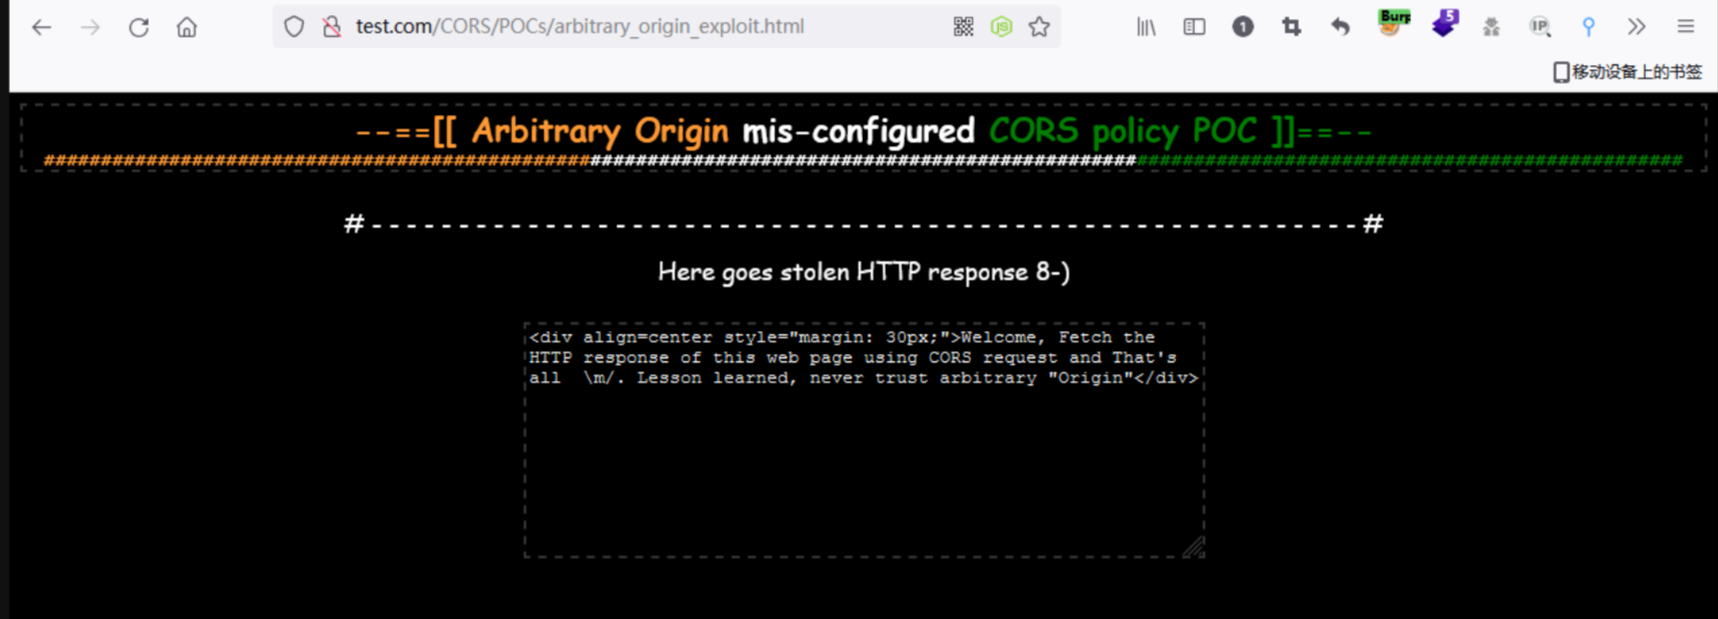 test.com/CORS/POCs/arbitrary_origin_exploit.html
JS
1
Burp
5
IP
移动设备上的书签
--==[[ Arbitrary Origin mis-configured CORS policy POC ]]==--
################################################################################################################################################
#---------------------------------------------------------#
Here goes stolen HTTP response 8-)
<div align=center style="margin: 30px;">Welcome, Fetch the
HTTP response of this web page using CORS request and That's
all  \m/. Lesson learned, never trust arbitrary "Origin"</div>